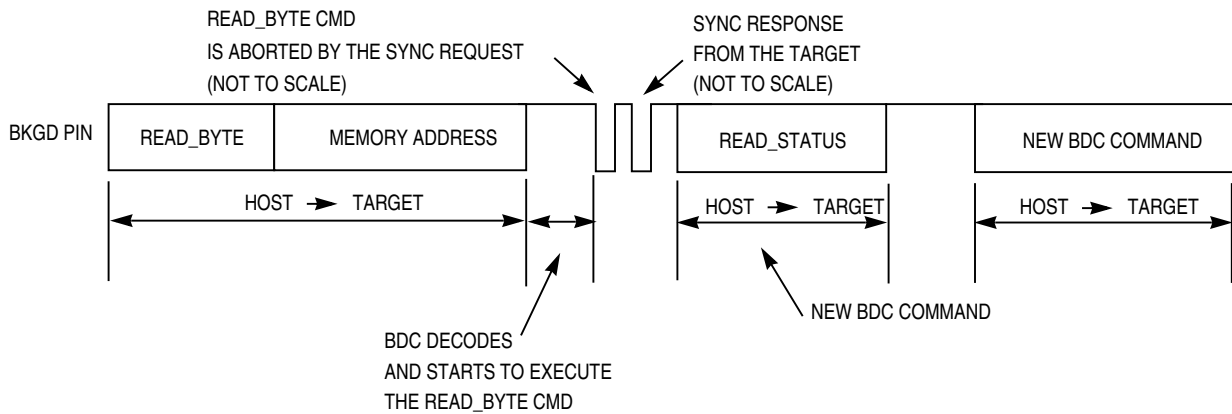 READ_BYTE CMD
IS ABORTED BY THE SYNC REQUEST
(NOT TO SCALE)
SYNC RESPONSE
FROM THE TARGET
(NOT TO SCALE)
BKGD PIN
READ_BYTE
MEMORY ADDRESS
READ_STATUS
NEW BDC COMMAND
HOST
TARGET
HOST
TARGET
HOST
TARGET
NEW BDC COMMAND
BDC DECODES
AND STARTS TO EXECUTE
THE READ_BYTE CMD